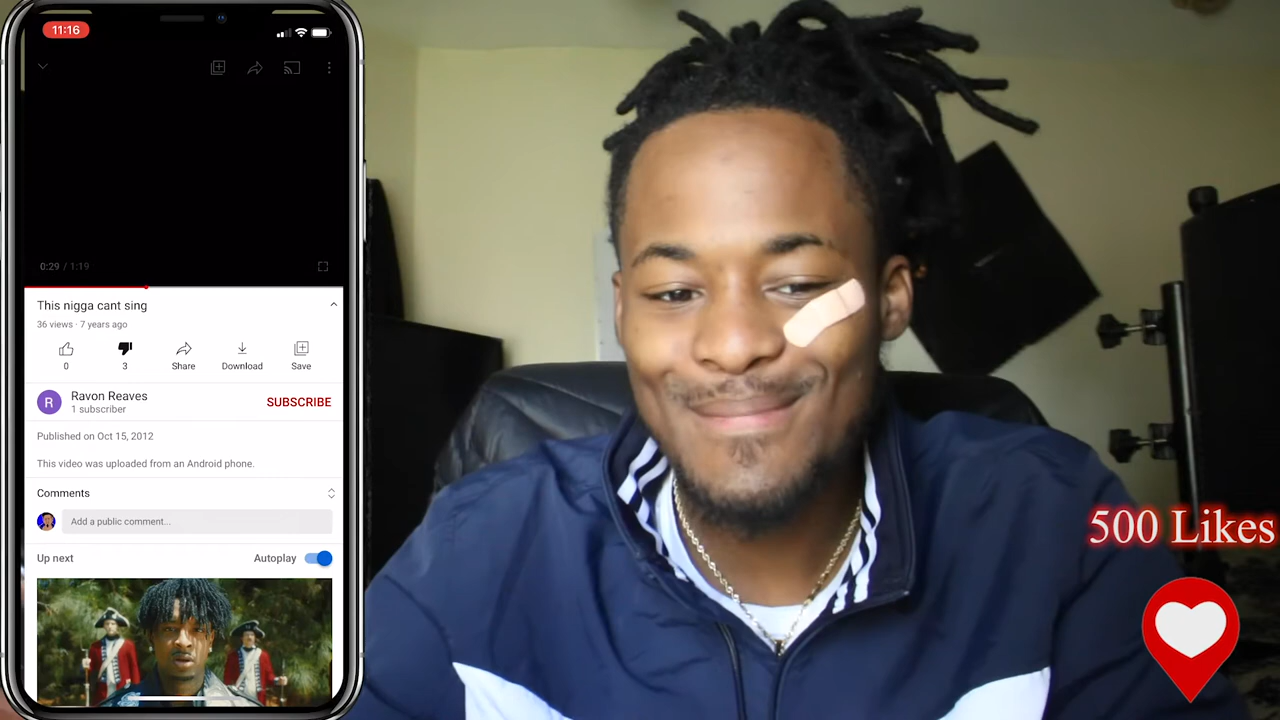 11:16
0:29 / 1:19
This nigga cant sing
36 views · 7 years ago
0
3
Share
Download
Save
R
Ravon Reaves
1 subscriber
SUBSCRIBE
Published on Oct 15, 2012
This video was uploaded from an Android phone.
Comments
Add a public comment...
Up next
Autoplay
500 Likes